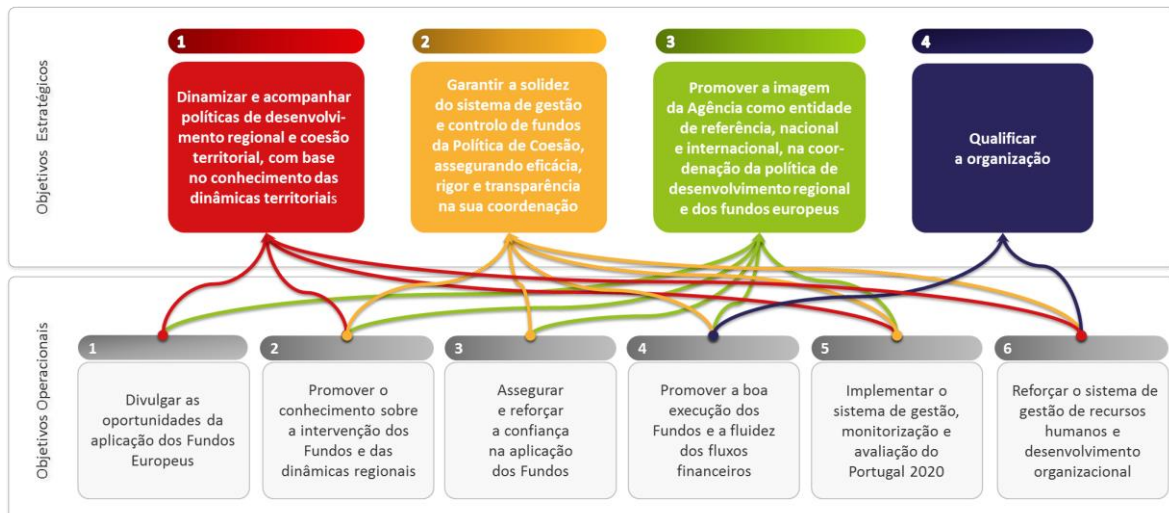 Objetivos Estratégicos
1
Dinamizar e acompanhar
políticas de desenvolvi-
mento regional e coesão
territorial, com base
no conhecimento das
dinâmicas territoriais
2
Garantir a solidez
do sistema de gestão
e controlo de fundos
da Política de Coesão,
assegurando eficácia,
rigor e transparência
na sua coordenação
3
Promover a imagem
da Agência como entidade
de referência, nacional
e internacional, na coor-
denação da política de
desenvolvimento regional
e dos fundos europeus
4
Qualificar
a organização
Objetivos Operacionais
1
Divulgar as
oportunidades da
aplicação dos Fundos
Europeus
2
Promover o
conhecimento sobre
a intervenção dos
Fundos e das
dinâmicas regionais
3
Assegurar
e reforçar
a confiança
na aplicação
dos Fundos
4
Promover a boa
execução dos
Fundos e a fluidez
dos fluxos
financeiros
5
Implementar o
sistema de gestão,
monitorização e
avaliação do
Portugal 2020
6
Reforçar o sistema de
gestão de recursos
humanos e
desenvolvimento
organizacional